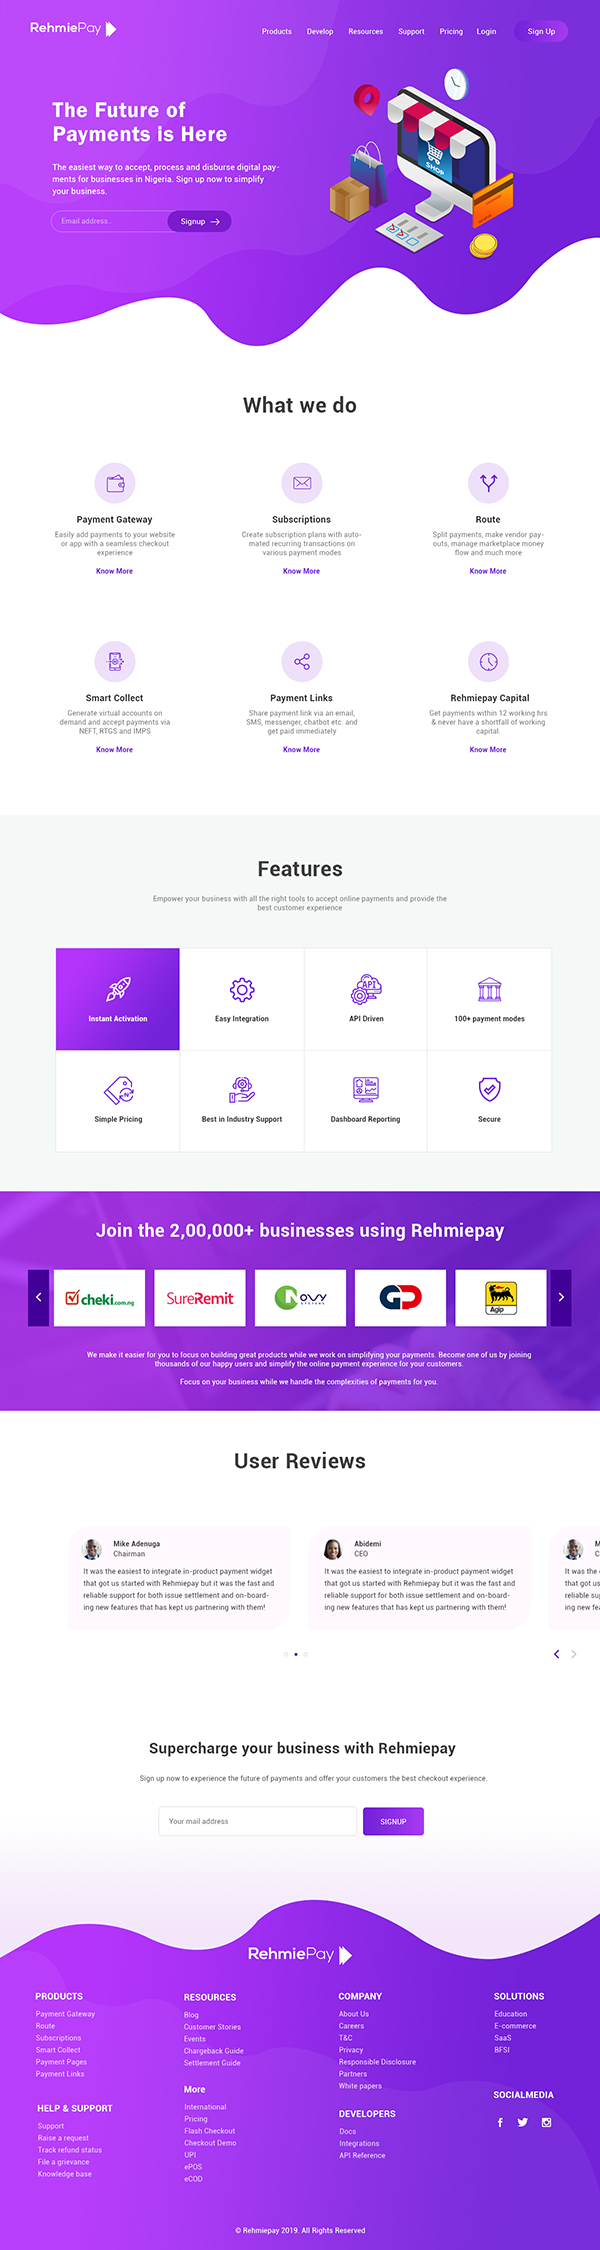 RehmiePay
Products Develop Resources Support Pricing Login Sign Up
The Future of
Payments is Here
The easiest way to accept, process and disburse digital pay-
ments for businesses in Nigeria. Sign up now to simplify
your business.
Email address..
Signup
SHOP
What we do
Payment Gateway
Easily add payments to your website
or app with a seamless checkout
experience
Know More
Subscriptions
Create subscription plans with auto-
mated recurring transactions on
various payment modes
Know More
Route
Split payments, make vendor pay-
outs, manage marketplace money
flow and much more
Know More
Smart Collect
Generate virtual accounts on
demand and accept payments via
NEFT, RTGS and IMPS
Know More
Payment Links
Share payment link via an email,
SMS, messenger, chatbot etc. and
get paid immediately
Know More
Rehmiepay Capital
Get payments within 12 working hrs
& never have a shortfall of working
capital.
Know More
Features
Empower your business with all the right tools to accept online payments and provide the
best customer experience
Instant Activation
Easy Integration
API
API Driven
100+ payment modes
Simple Pricing
Best in Industry Support
Dashboard Reporting
Secure
Join the 2,00,000+ businesses using Rehmiepay
cheki.com.ng
SureRemit
Novy
SYSTEMS
GP
Agip
We make it easier for you to focus on building great products while we work on simplifying your payments. Become one of us by joining
thousands of our happy users and simplify the online payment experience for your customers.
Focus on your business while we handle the complexities of payments for you.
User Reviews
Mike Adenuga
Chairman
It was the easiest to integrate in-product payment widget
that got us started with Rehmiepay but it was the fast and
reliable support for both issue settlement and on-board-
ing new features that has kept us partnering with them!
Abidemi
CEO
It was the easiest to integrate in-product payment widget
that got us started with Rehmiepay but it was the fast and
reliable support for both issue settlement and on-board-
ing new features that has kept us partnering with them!
M
C
It was the
that got us
reliable su
ing new fea
Supercharge your business with Rehmiepay
Sign up now to experience the future of payments and offer your customers the best checkout experience.
Your mail address
SIGNUP
RehmiePay
PRODUCTS
Payment Gateway
Route
Subscriptions
Smart Collect
Payment Pages
Payment Links
HELP & SUPPORT
Support
Raise a request
Track refund status
File a grievance
Knowledge base
RESOURCES
Blog
Customer Stories
Events
Chargeback Guide
Settlement Guide
More
International
Pricing
Flash Checkout
Checkout Demo
UPI
ePOS
eCOD
COMPANY
About Us
Careers
T&C
Privacy
Responsible Disclosure
Partners
White papers
DEVELOPERS
Docs
Integrations
API Reference
SOLUTIONS
Education
E-commerce
SaaS
BFSI
SOCIALMEDIA
© Rehmiepay 2019. All Rights Reserved